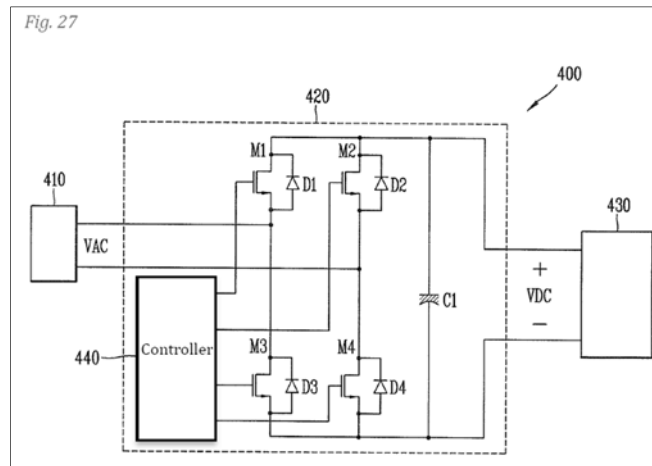 Fig. 27
400
420
M1
M2
410
D1
D2
430
VAC
+
VDC
−
C1
440
Controller
M3
M4
D3
D4